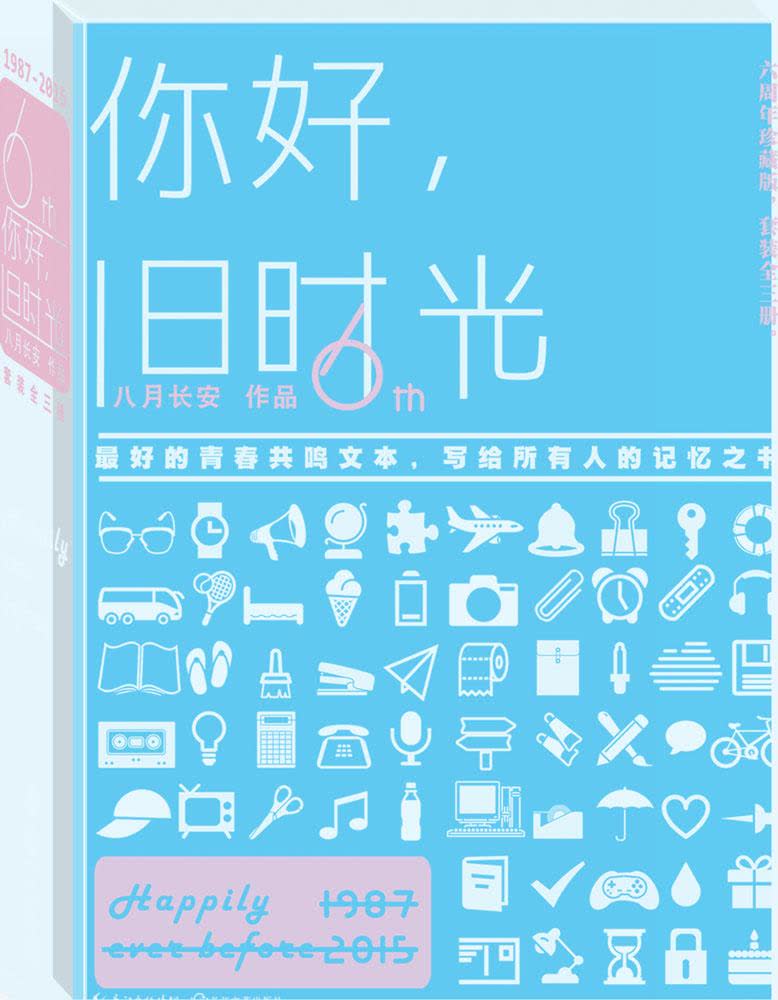 你好，
旧时光
八月长安 作品
6th
最好的青春共鸣文本，写给所有人的记忆之书
六周年珍藏版，套装全三册。
Happily 1987
ever before 2015
1987-20
6th
你好，
旧时光
八月长安 作品
套装全三册
ly